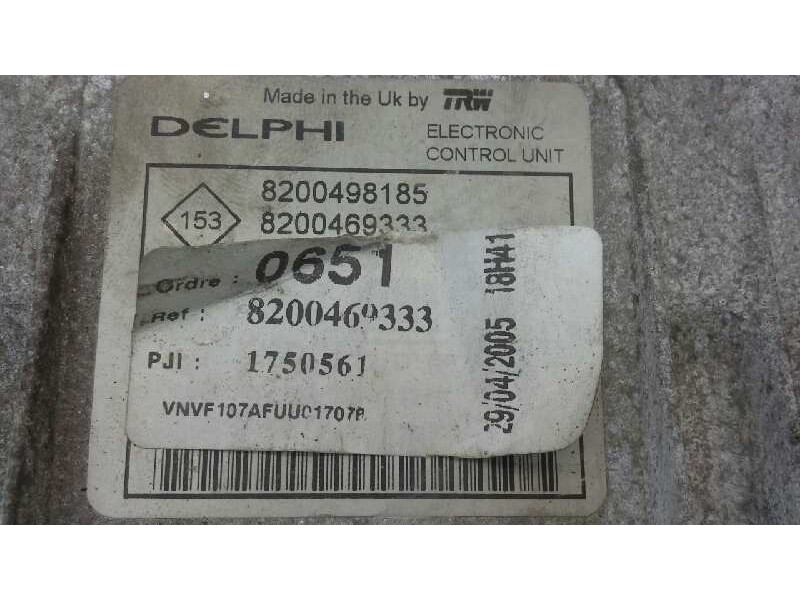 Made in the Uk by TRW
DELPHI
ELECTRONIC
CONTROL UNIT
153
8200498185
8200469333
Ordre : 0651
Ref : 8200469333
PJI : 1750561
VNVF107AFUU017078
29/04/2005 18H41